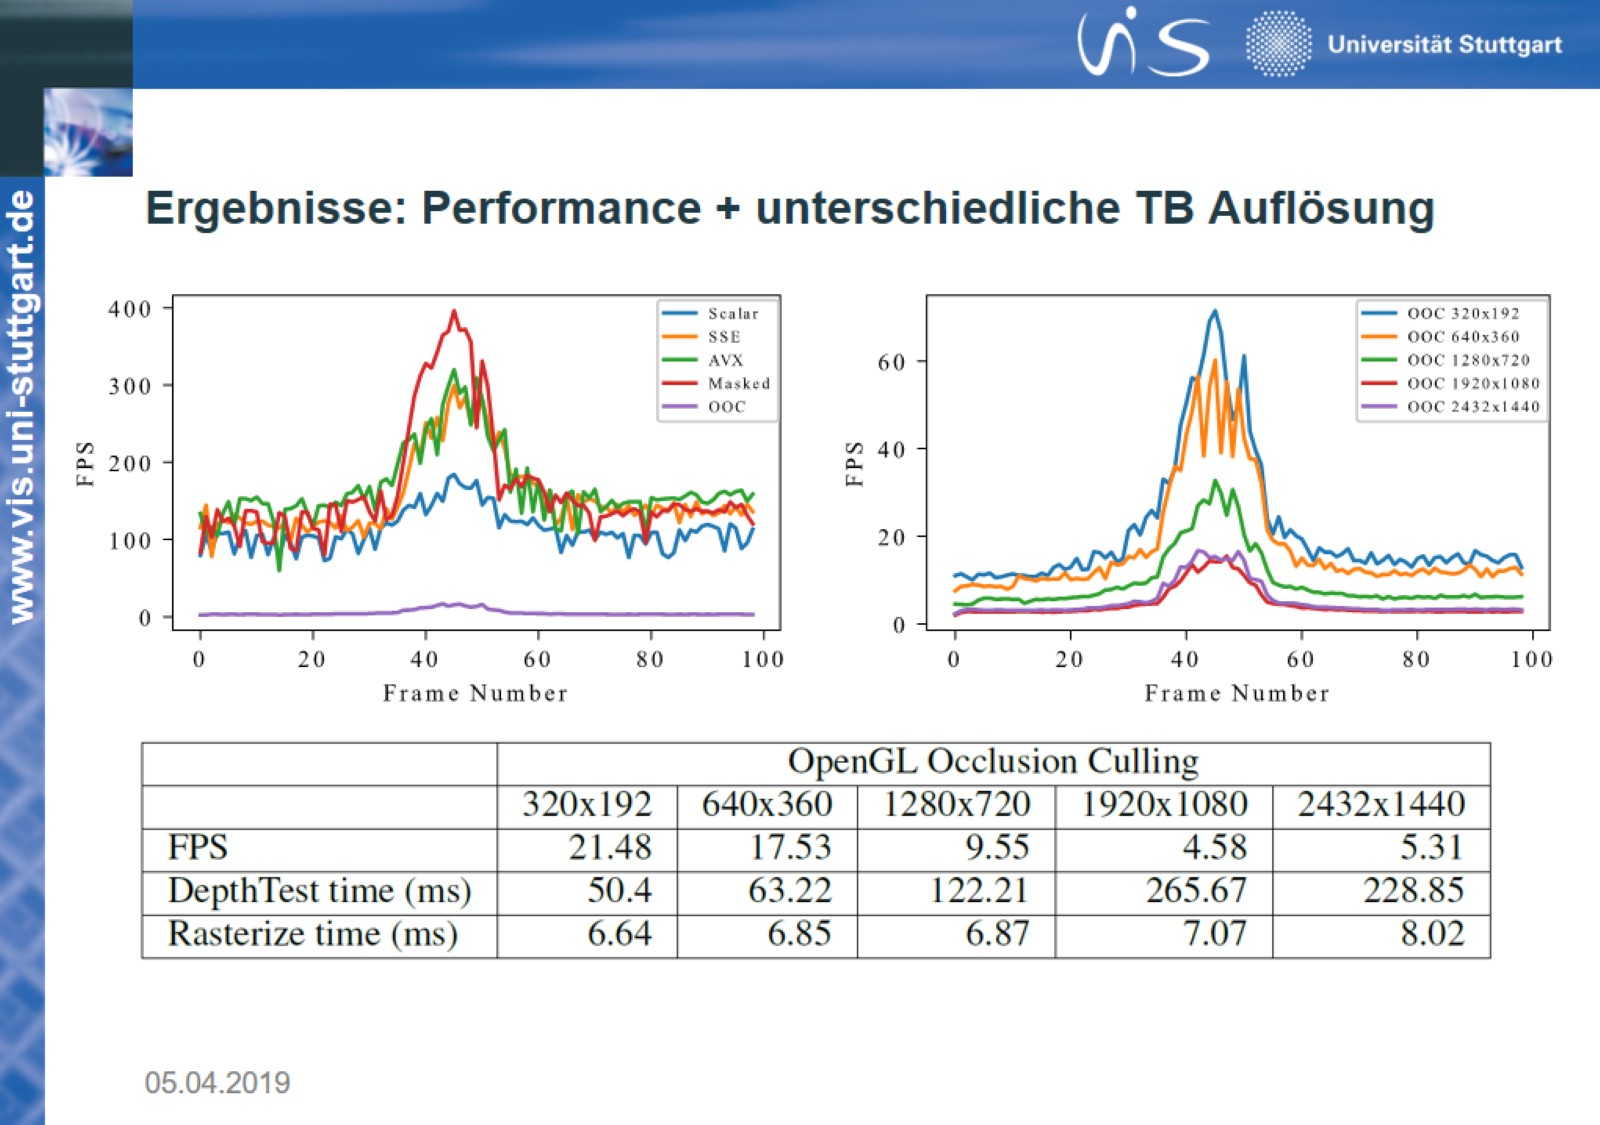 vis Universität Stuttgart
www.vis.uni-stuttgart.de
Ergebnisse: Performance + unterschiedliche TB Auflösung
400
300
200
100
0
FPS
0 20 40 60 80 100
Frame Number
Scalar
SSE
AVX
Masked
OOC
60
40
20
0
FPS
0 20 40 60 80 100
Frame Number
OOC 320x192
OOC 640x360
OOC 1280x720
OOC 1920x1080
OOC 2432x1440
OpenGL Occlusion Culling
320x192 640x360 1280x720 1920x1080 2432x1440
FPS 21.48 17.53 9.55 4.58 5.31
DepthTest time (ms) 50.4 63.22 122.21 265.67 228.85
Rasterize time (ms) 6.64 6.85 6.87 7.07 8.02
05.04.2019